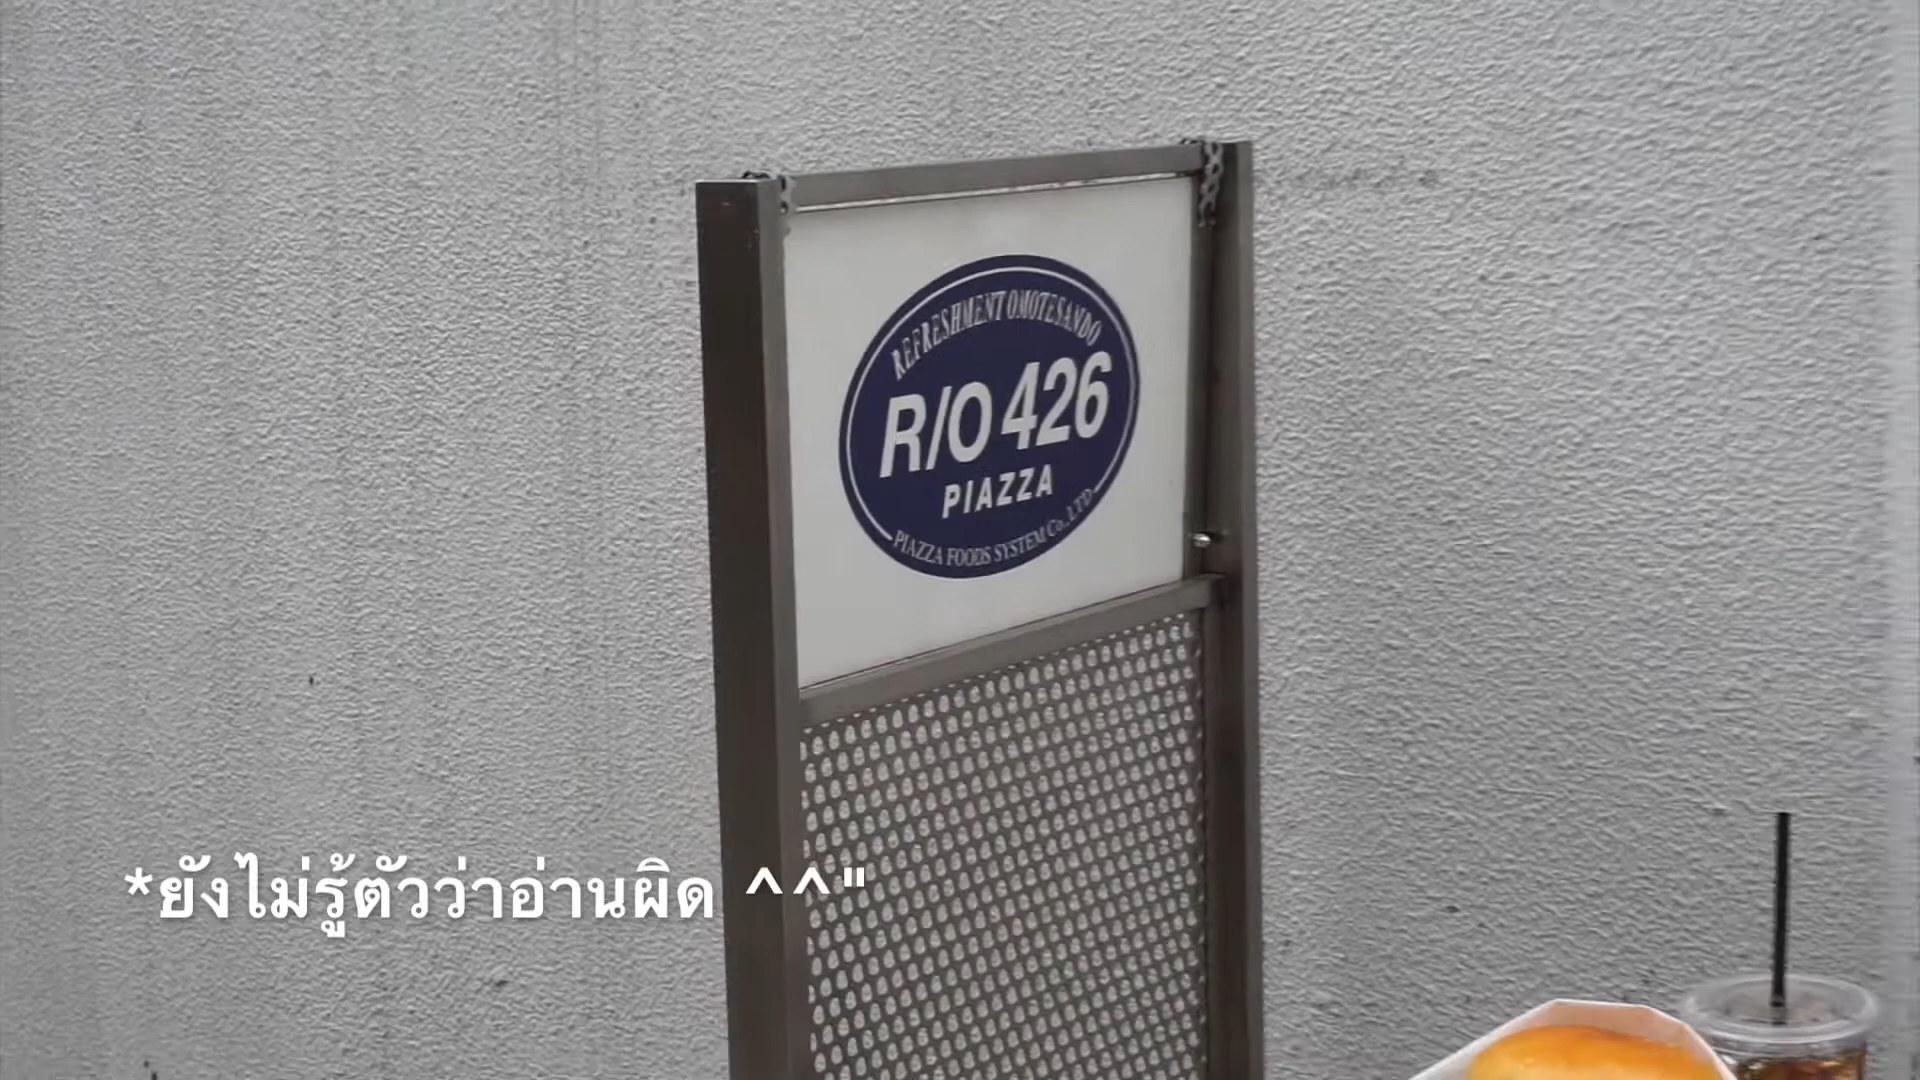 REFRESHMENT OMOTESANDO
R/O 426
PIAZZA
PIAZZA FOODS SYSTEM Co., LTD
*ยังไม่รู้ตัวว่าอ่านผิด ^^"